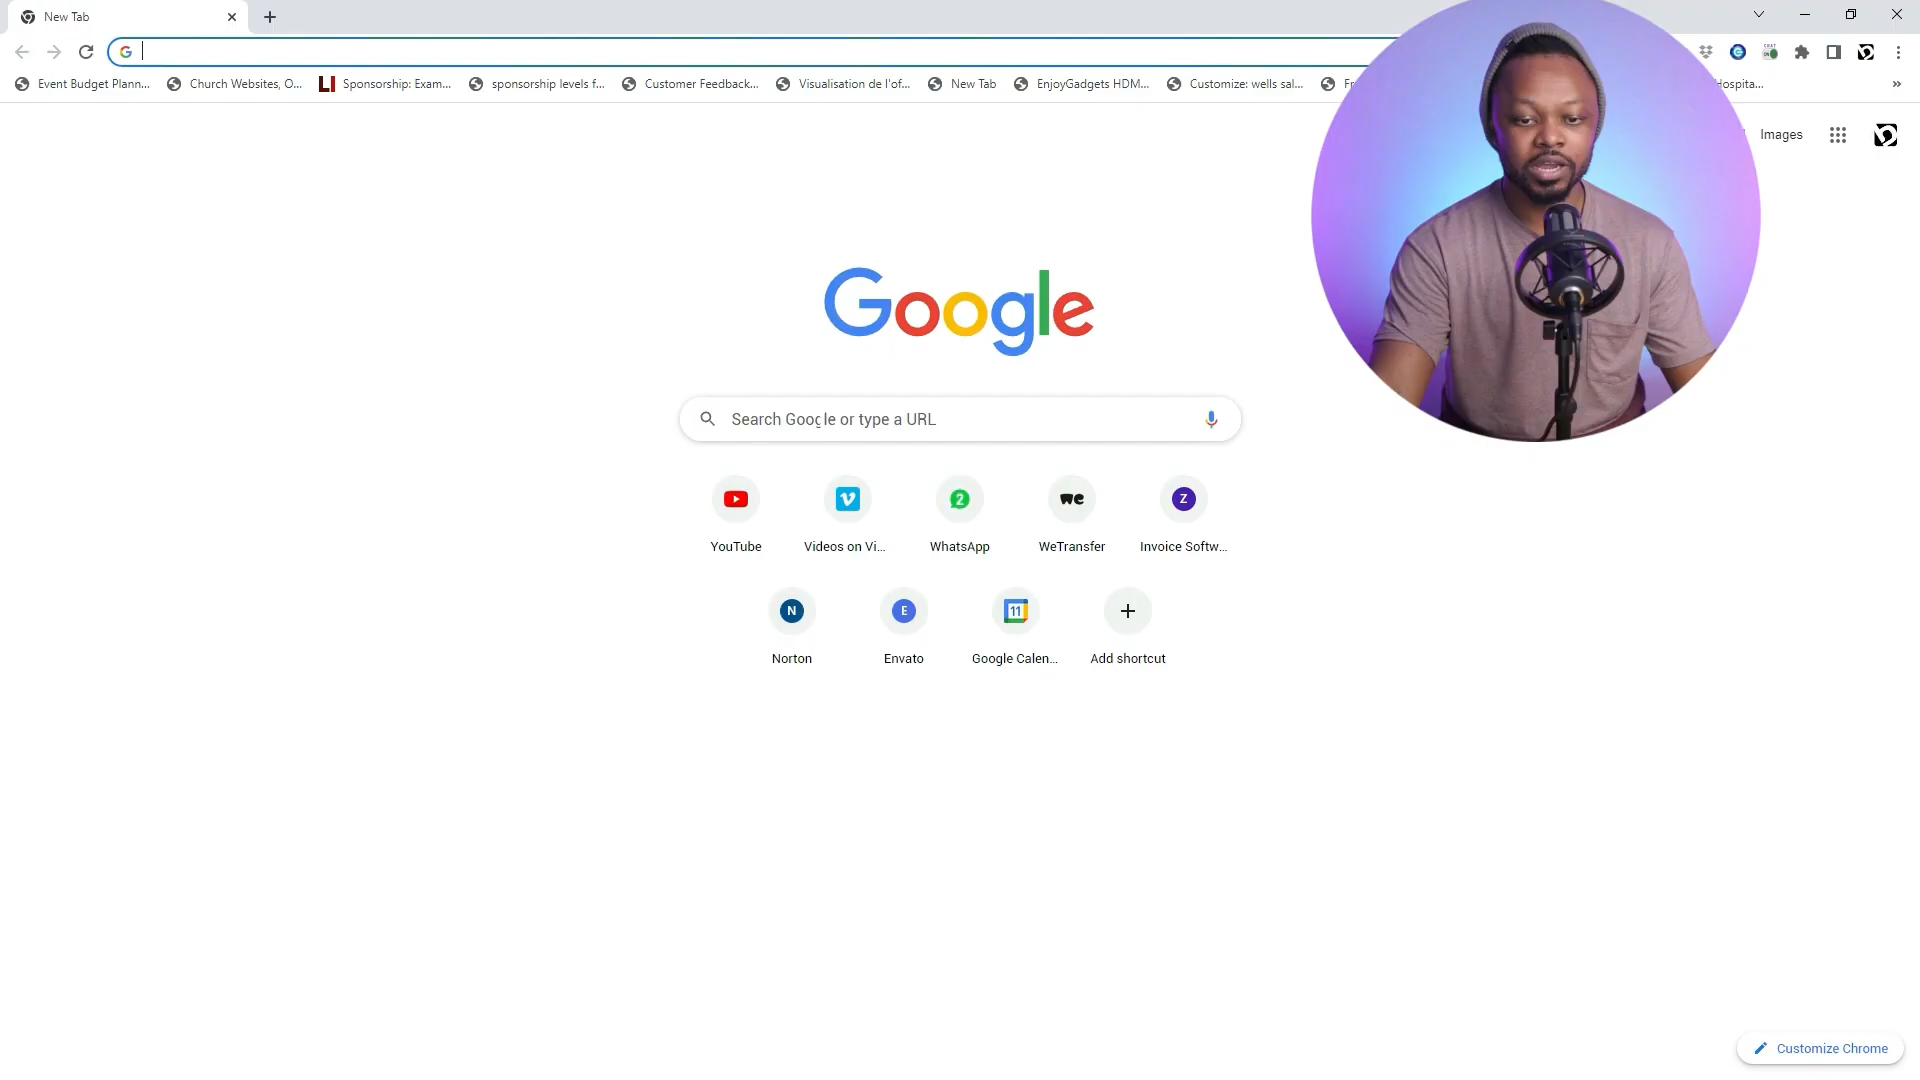 New Tab
Event Budget Plann...
Church Websites, O...
Sponsorship: Exam...
sponsorship levels f...
Customer Feedback...
Visualisation de l'of...
New Tab
EnjoyGadgets HDM...
Customize: wells sal...
Images
Google
Search Google or type a URL
YouTube
Videos on Vi...
WhatsApp
WeTransfer
Invoice Softw...
Norton
Envato
Google Calen...
Add shortcut
Customize Chrome